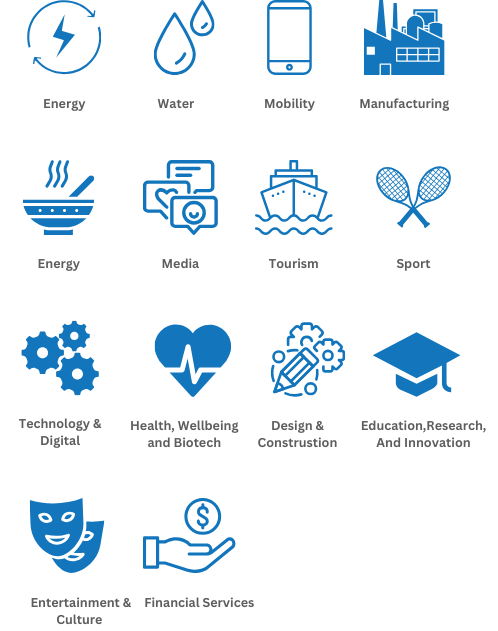 Energy
Water
Mobility
Manufacturing
Energy
Media
Tourism
Sport
Technology &
Digital
Health, Wellbeing
and Biotech
Design &
Construstion
Education,Research,
And Innovation
$
Entertainment &
Culture
Financial Services